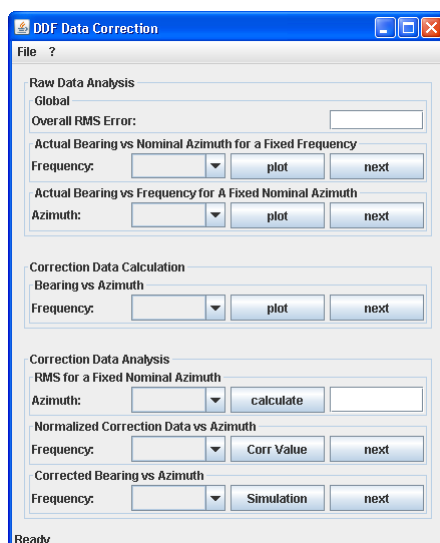 DDF Data Correction
File ?
Raw Data Analysis
Global
Overall RMS Error:
Actual Bearing vs Nominal Azimuth for a Fixed Frequency
Frequency: plot next
Actual Bearing vs Frequency for A Fixed Nominal Azimuth
Azimuth: plot next
Correction Data Calculation
Bearing vs Azimuth
Frequency: plot next
Correction Data Analysis
RMS for a Fixed Nominal Azimuth
Azimuth: calculate
Normalized Correction Data vs Azimuth
Frequency: Corr Value next
Corrected Bearing vs Azimuth
Frequency: Simulation next
Ready